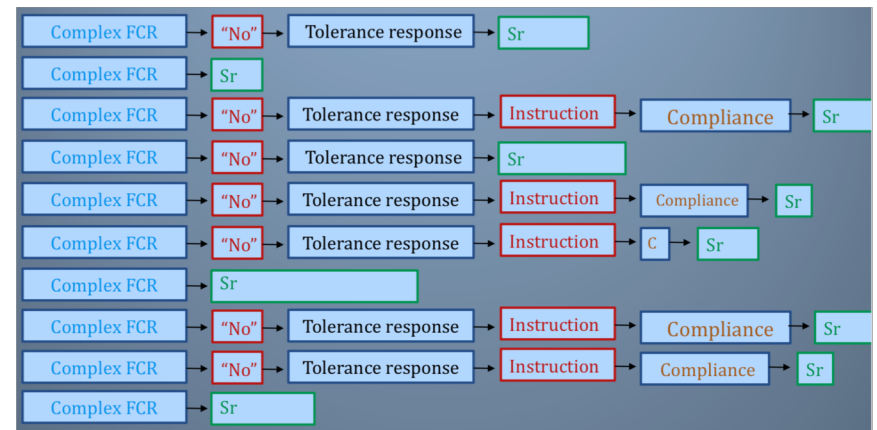 Complex FCR “No” Tolerance response Sr
Complex FCR Sr
Complex FCR “No” Tolerance response Instruction Compliance Sr
Complex FCR “No” Tolerance response Sr
Complex FCR “No” Tolerance response Instruction Compliance Sr
Complex FCR “No” Tolerance response Instruction C Sr
Complex FCR Sr
Complex FCR “No” Tolerance response Instruction Compliance Sr
Complex FCR “No” Tolerance response Instruction Compliance Sr
Complex FCR Sr